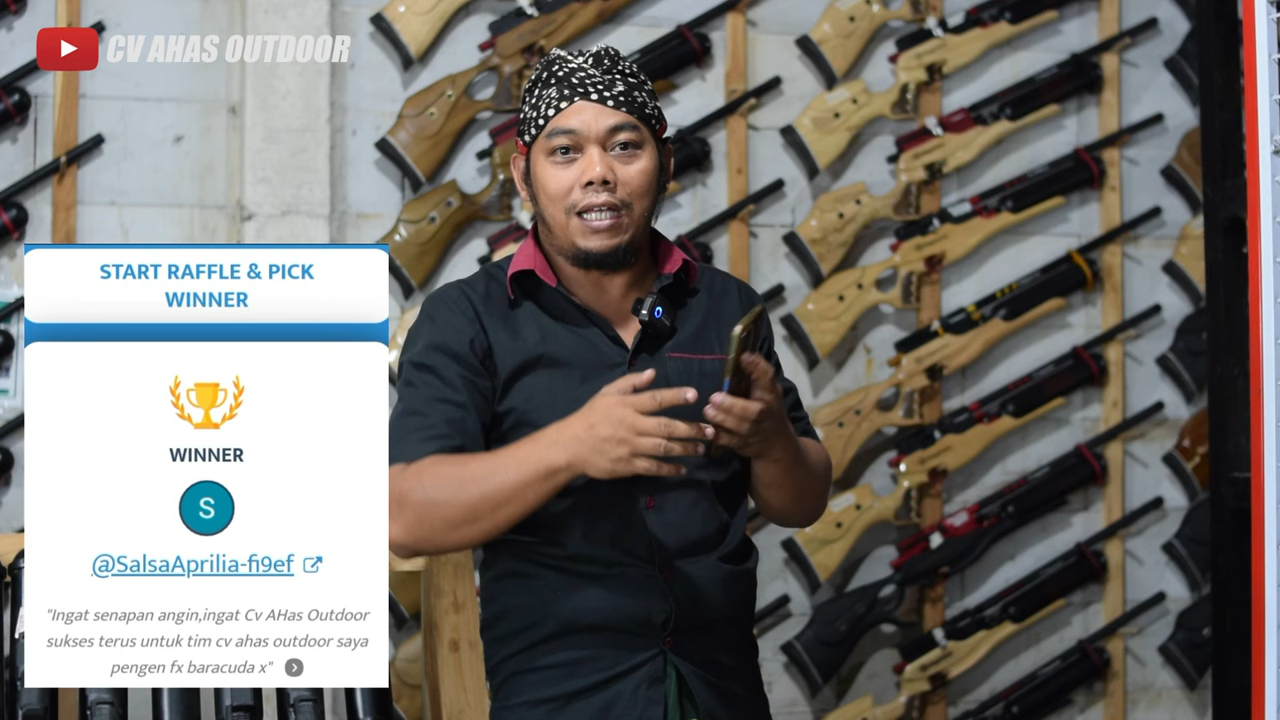 CV AHAS OUTDOOR
START RAFFLE & PICK
WINNER
WINNER
S
@SalsaAprilia-fi9ef
"Ingat senapan angin,ingat Cv AHas Outdoor
sukses terus untuk tim cv ahas outdoor saya
pengen fx baracuda x"